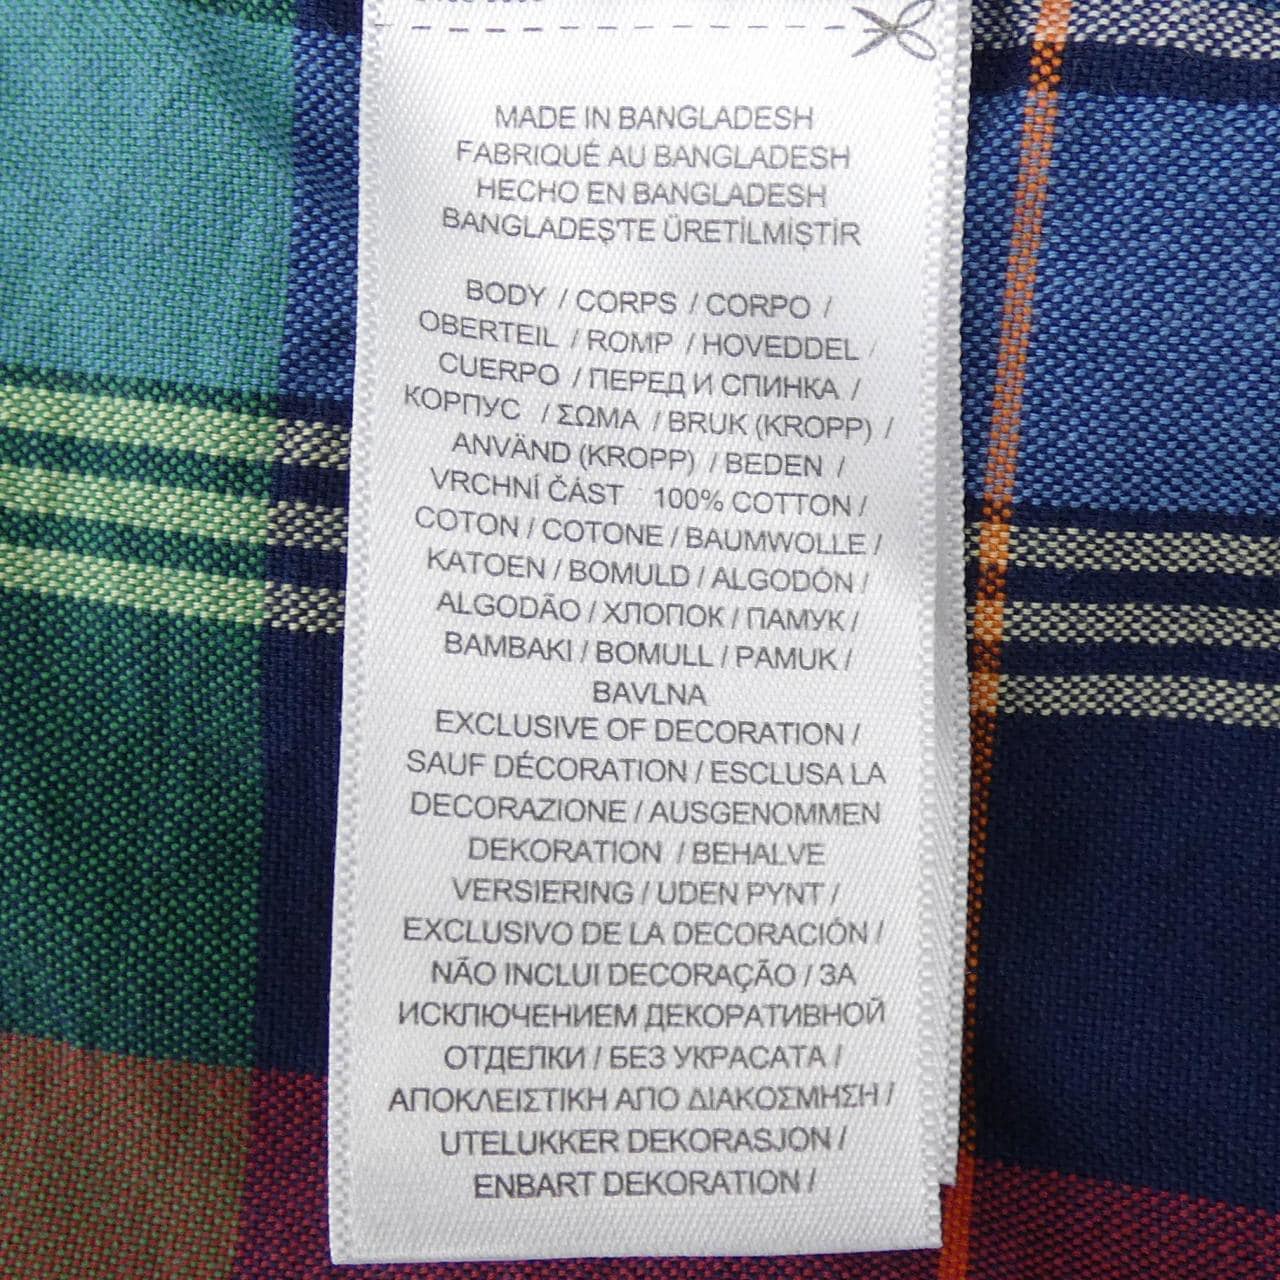 MADE IN BANGLADESH
FABRIQUÉ AU BANGLADESH
HECHO EN BANGLADESH
BANGLADEŞ'TE ÜRETİLMİŞTİR
BODY / CORPS / CORPO /
OBERTEIL / ROMP / HOVEDDEL /
CUERPO / ПЕРЕД И СПИНКА /
КОРПУС / ΣΩΜΑ / BRUK (KROPP) /
ANVÄND (KROPP) / BEDEN /
VRCHNÍ ČÁST 100% COTTON /
COTON / COTONE / BAUMWOLLE /
KATOEN / BOMULD / ALGODÓN /
ALGODÃO / ХЛОПОК / ПАМУК /
BAMBAKI / BOMULL / PAMUK /
BAVLNA
EXCLUSIVE OF DECORATION /
SAUF DÉCORATION / ESCLUSA LA
DECORAZIONE / AUSGENOMMEN
DEKORATION / BEHALVE
VERSIERING / UDEN PYNT /
EXCLUSIVO DE LA DECORACIÓN /
NÃO INCLUI DECORAÇÃO / ЗА
ИСКЛЮЧЕНИЕМ ДЕКОРАТИВНОЙ
ОТДЕЛКИ / БЕЗ УКРАСАТА /
ΑΠΟΚΛΕΙΣΤΙΚΗ ΑΠΟ ΔΙΑΚΟΣΜΗΣΗ /
UTELUKKER DEKORASJON /
ENBART DEKORATION /